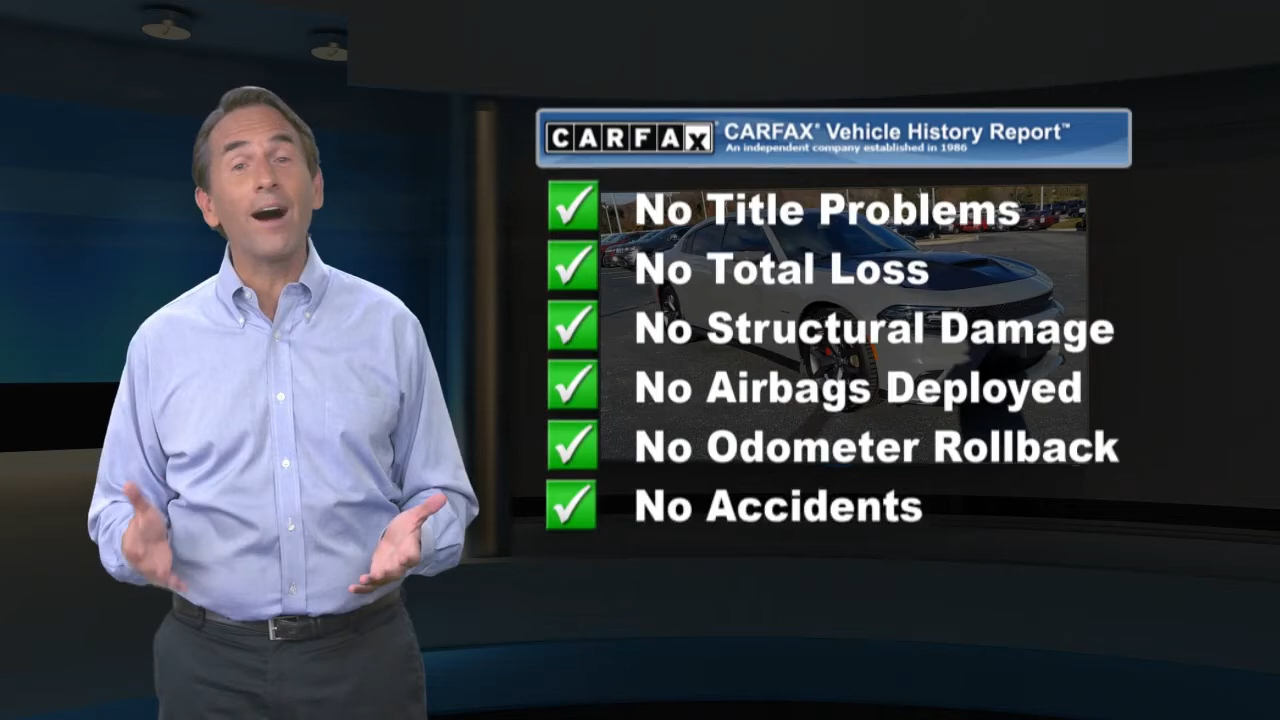 CARFAX® CARFAX® Vehicle History Report™
An independent company established in 1986
No Title Problems
No Total Loss
No Structural Damage
No Airbags Deployed
No Odometer Rollback
No Accidents